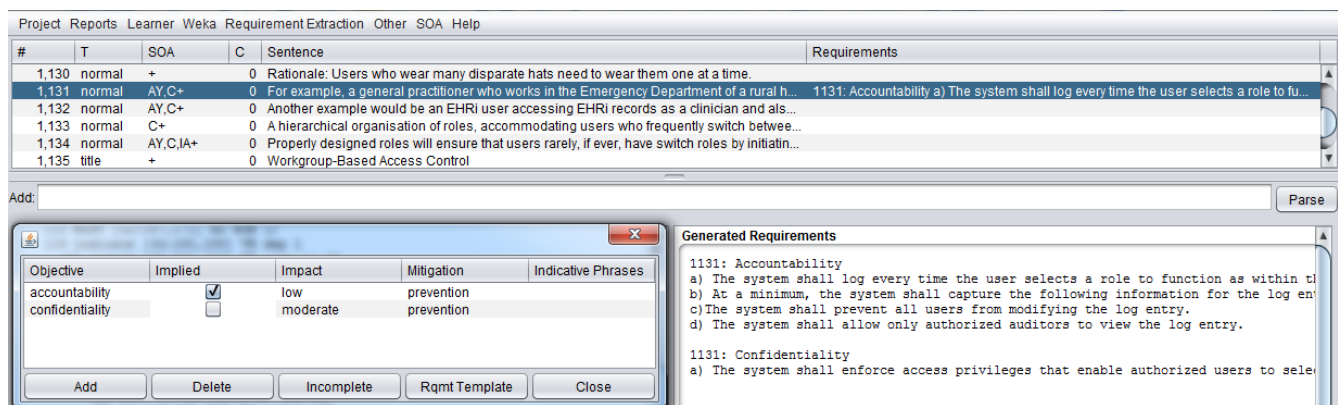 Project Reports Learner Weka Requirement Extraction Other SOA Help
# T SOA C Sentence Requirements
1,130 normal + 0 Rationale: Users who wear many disparate hats need to wear them one at a time.
1,131 normal AY,C+ 0 For example, a general practitioner who works in the Emergency Department of a rural h... 1131: Accountability a) The system shall log every time the user selects a role to fu...
1,132 normal AY,C+ 0 Another example would be an EHRi user accessing EHRi records as a clinician and als...
1,133 normal C+ 0 A hierarchical organisation of roles, accommodating users who frequently switch betwee...
1,134 normal AY,C,IA+ 0 Properly designed roles will ensure that users rarely, if ever, have switch roles by initiatin...
1,135 title + 0 Workgroup-Based Access Control
Add:
Parse
Objective Implied Impact Mitigation Indicative Phrases
accountability low prevention
confidentiality moderate prevention
Add Delete Incomplete Rqmt Template Close
Generated Requirements
1131: Accountability
a) The system shall log every time the user selects a role to function as within
b) At a minimum, the system shall capture the following information for the log
c)The system shall prevent all users from modifying the log entry.
d) The system shall allow only authorized auditors to view the log entry.
1131: Confidentiality
a) The system shall enforce access privileges that enable authorized users to